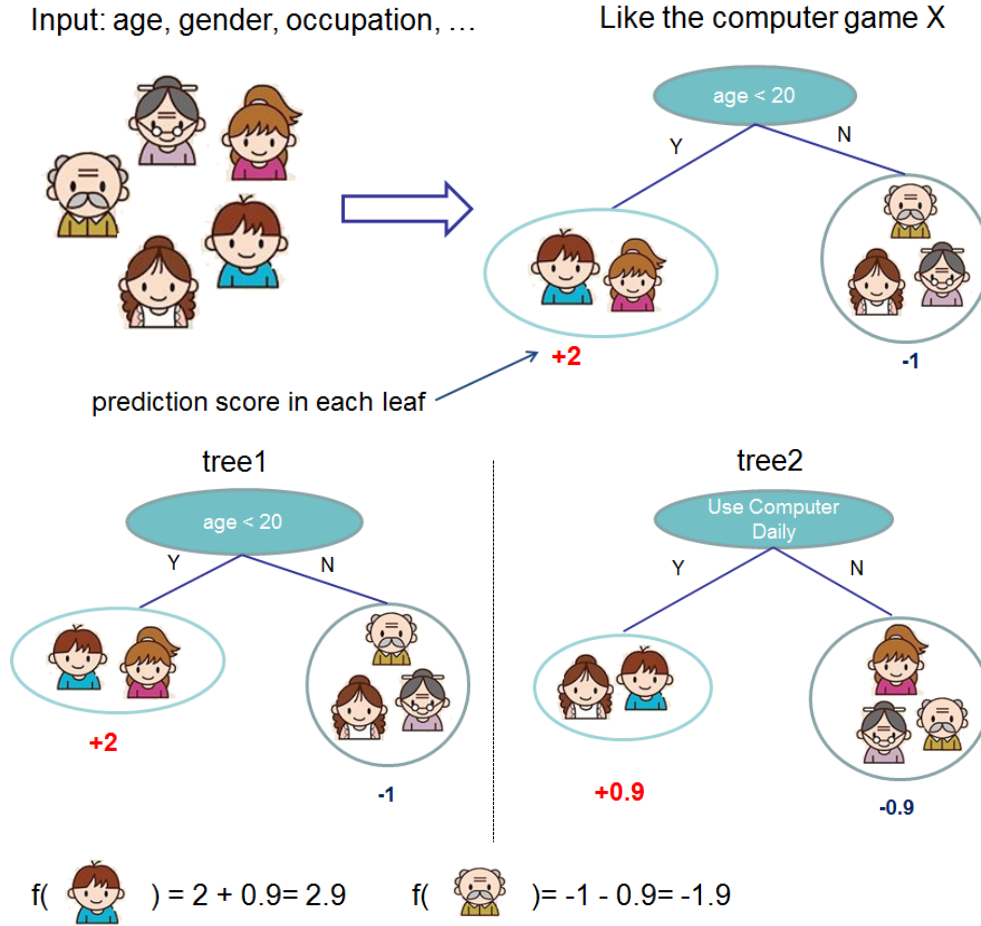 Input: age, gender, occupation, …
Like the computer game X
age < 20
Y
N
+2
-1
prediction score in each leaf
tree1
tree2
age < 20
Use Computer
Daily
Y
N
Y
N
+2
-1
+0.9
-0.9
f( ) = 2 + 0.9= 2.9
f( )= -1 - 0.9= -1.9